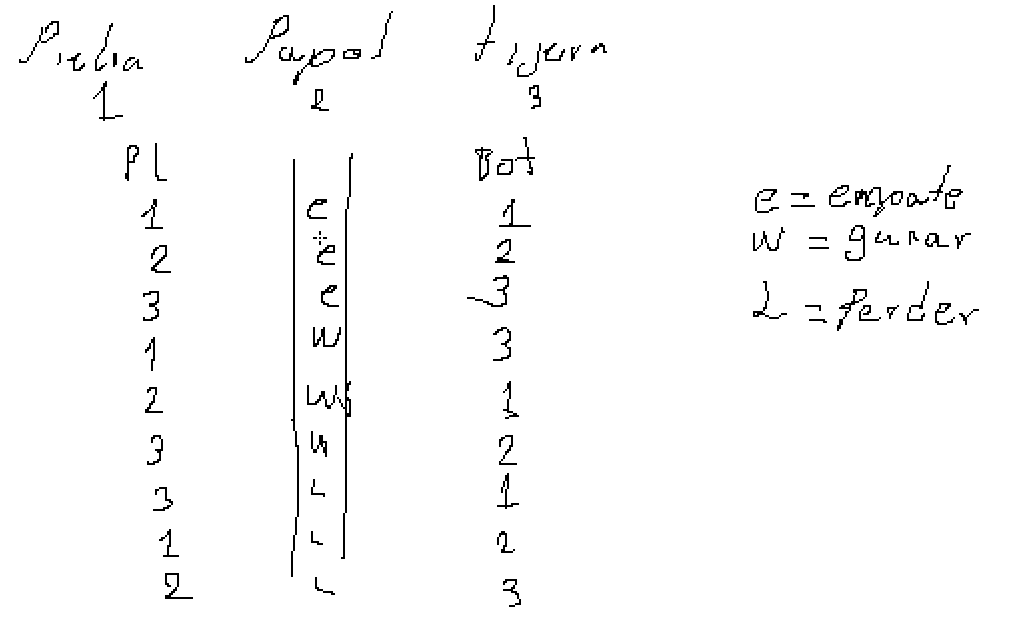 Piedra Papel tijera
1 2 3
Pl Bot
1 e 1
2 e 2
3 e 3
1 w 3
2 w 1
3 w 2
3 L 1
1 L 2
2 L 3
e = empate
w = ganar
L = Perder